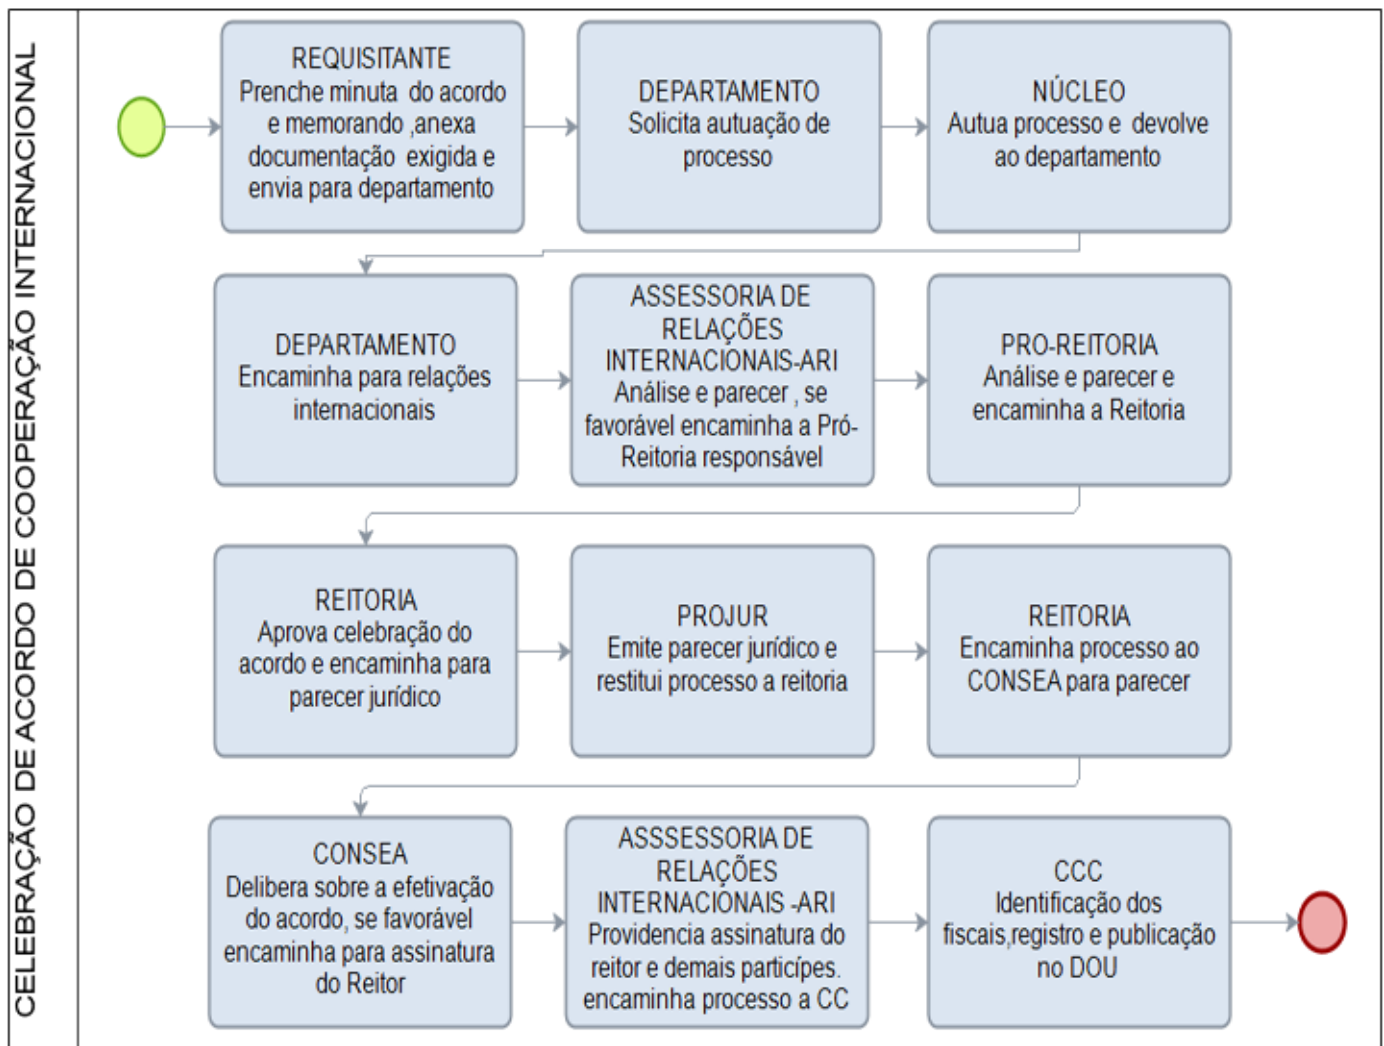 CELEBRAÇÃO DE ACORDO DE COOPERAÇÃO INTERNACIONAL
REQUISITANTE
Prenche minuta do acordo
e memorando ,anexa
documentação exigida e
envia para departamento
DEPARTAMENTO
Solicita autuação de
processo
NÚCLEO
Autua processo e devolve
ao departamento
DEPARTAMENTO
Encaminha para relações
internacionais
ASSESSORIA DE
RELAÇÕES
INTERNACIONAIS-ARI
Análise e parecer , se
favorável encaminha a Pró-
Reitoria responsável
PRO-REITORIA
Análise e parecer e
encaminha a Reitoria
REITORIA
Aprova celebração do
acordo e encaminha para
parecer jurídico
PROJUR
Emite parecer jurídico e
restitui processo a reitoria
REITORIA
Encaminha processo ao
CONSEA para parecer
CONSEA
Delibera sobre a efetivação
do acordo, se favorável
encaminha para assinatura
do Reitor
ASSSESSORIA DE
RELAÇÕES
INTERNACIONAIS -ARI
Providencia assinatura do
reitor e demais particípes.
encaminha processo a CC
CCC
Identificação dos
fiscais,registro e publicação
no DOU